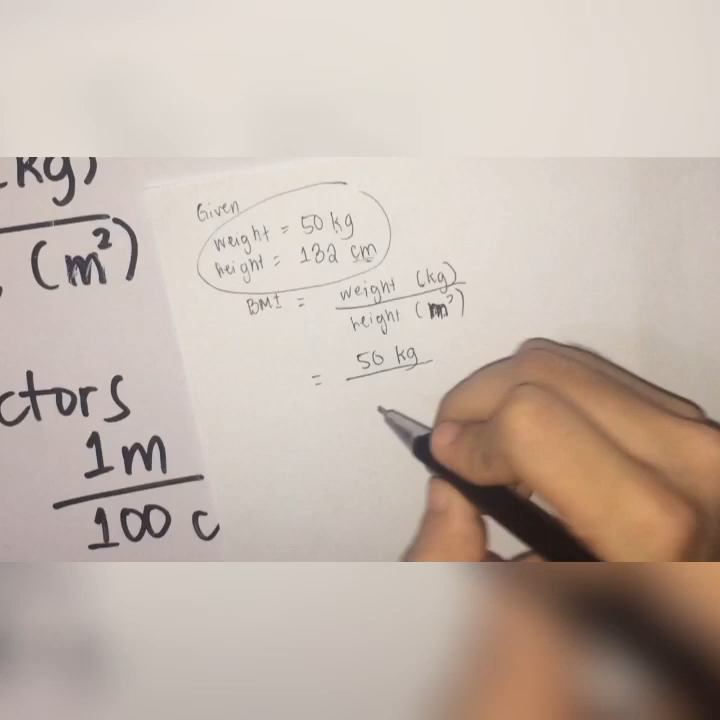 kg)
(m²)
ctors
1m
100 c
Given
weight = 50 kg
height = 132 cm
BMI = weight (kg)
height (m²)
= 50 kg